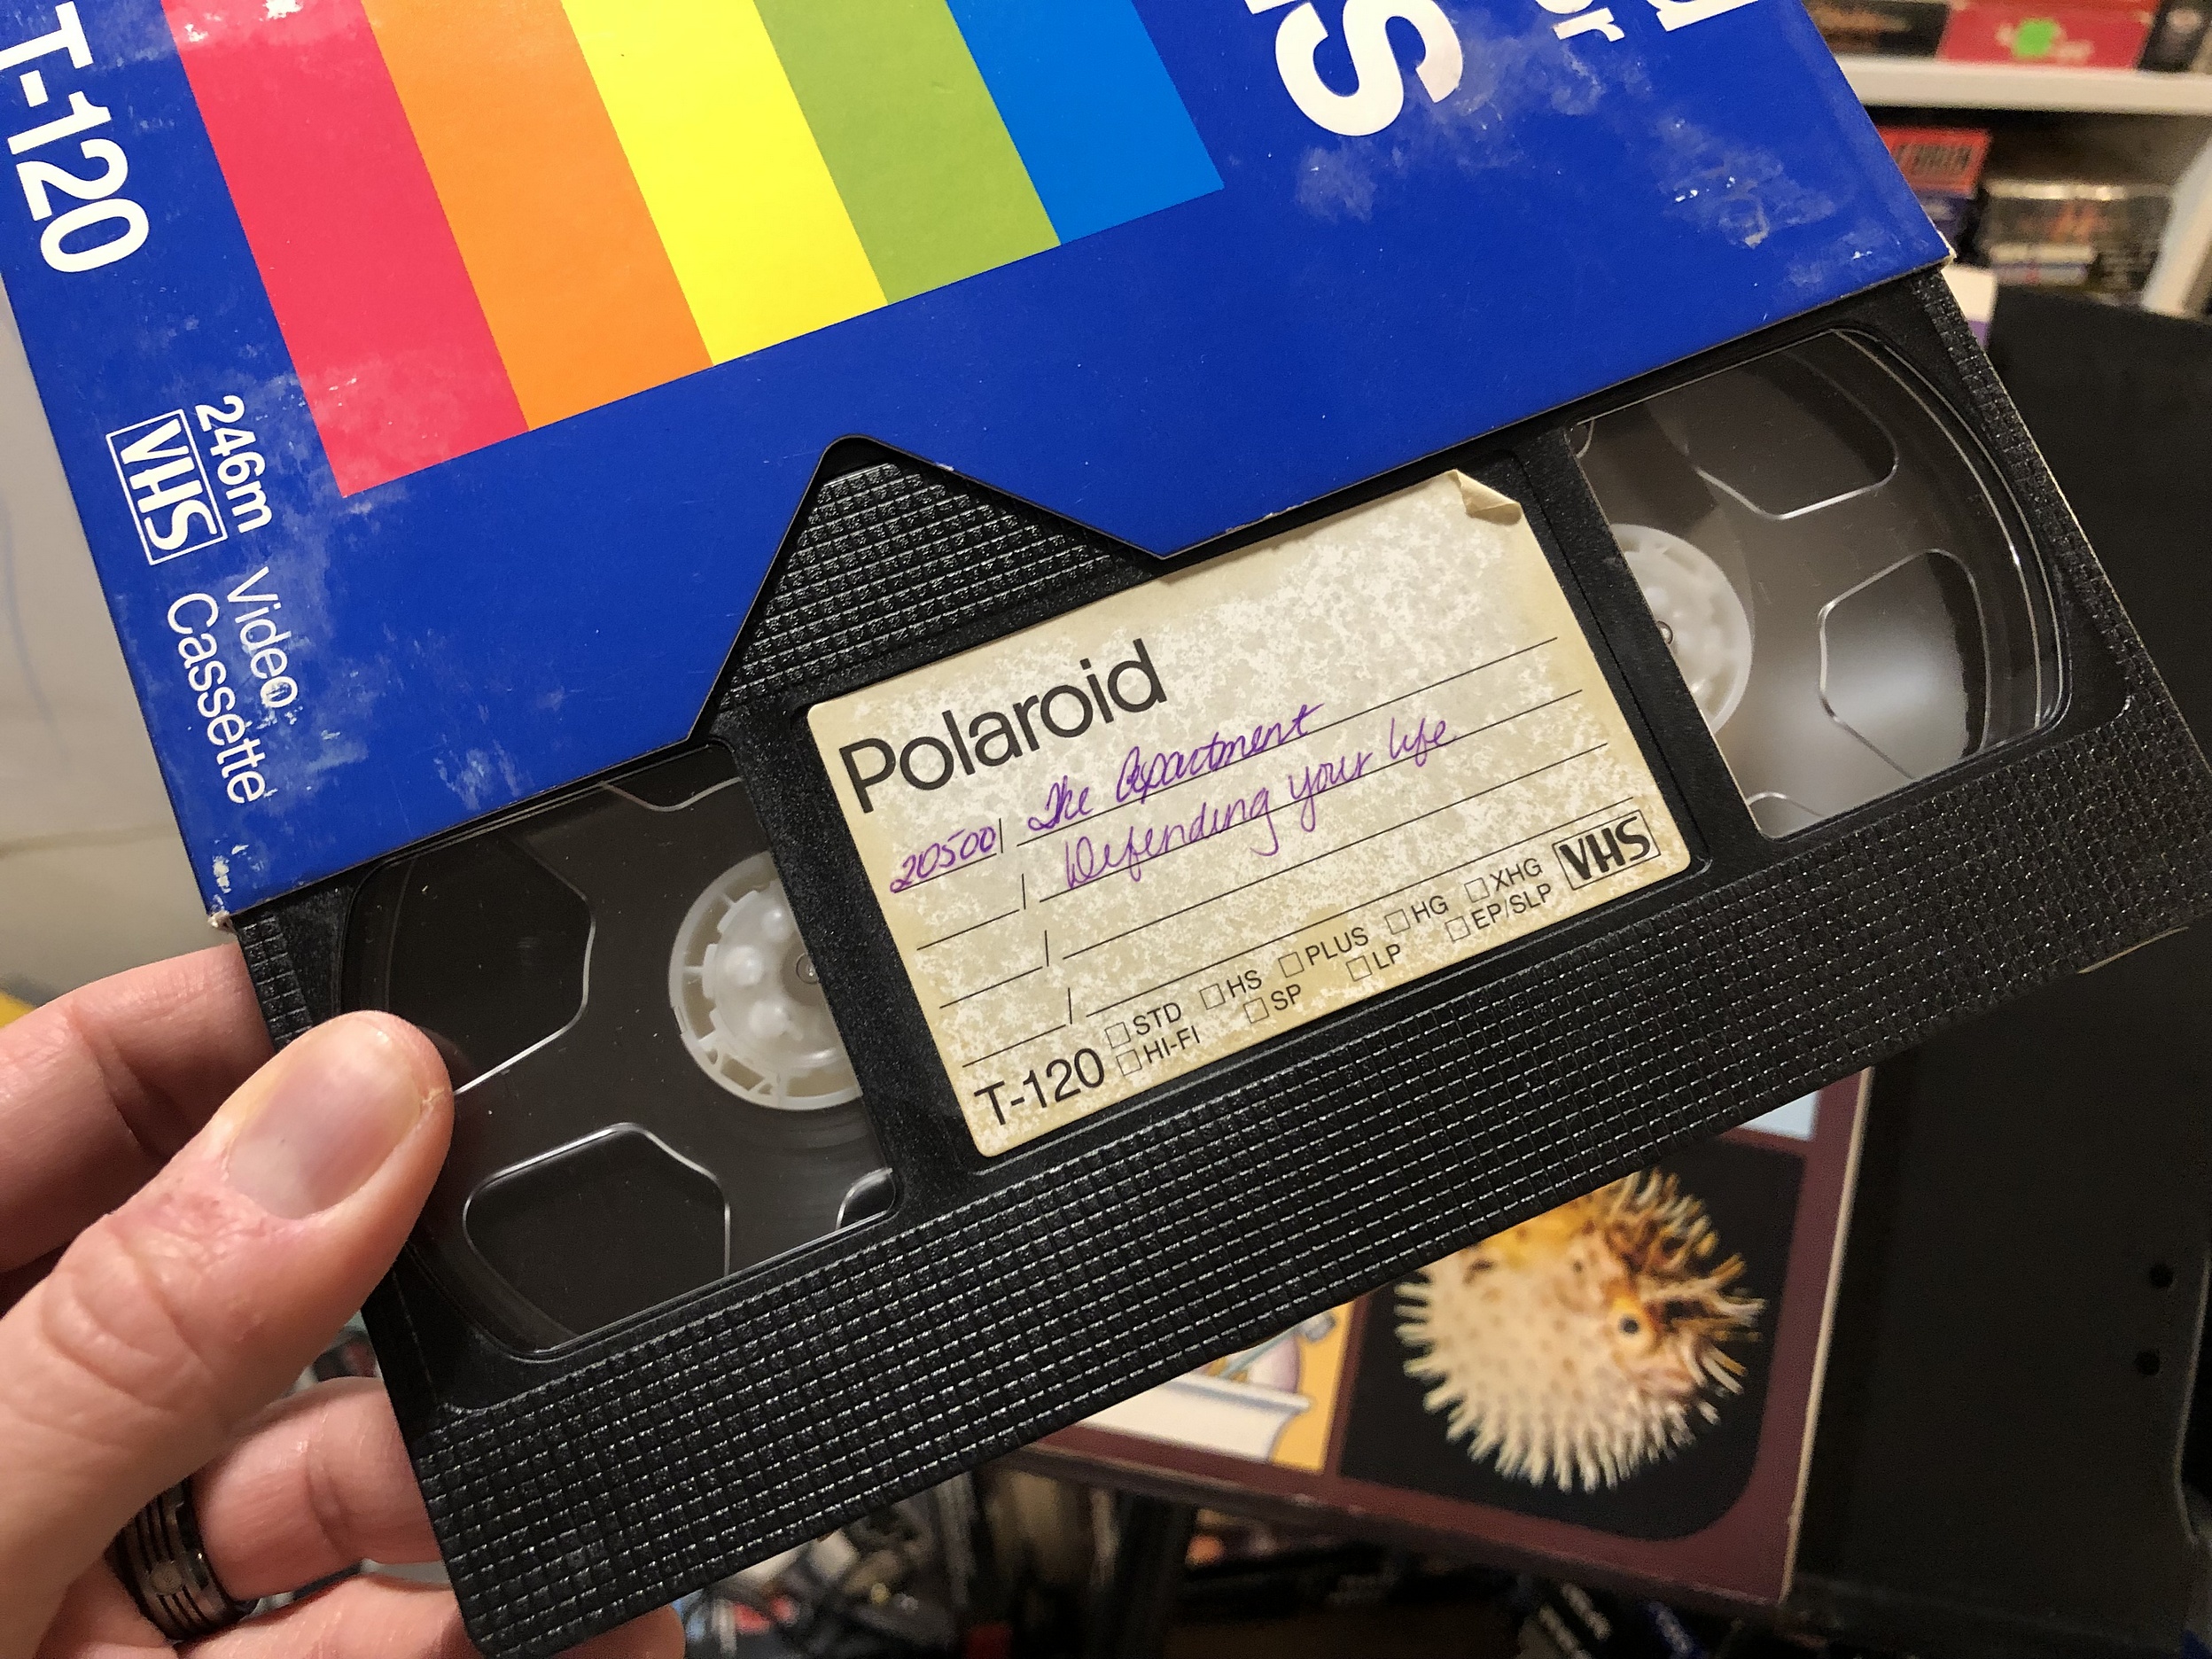 T-120
246m
VHS
Video
Cassette
Polaroid
20500/ The Apartment
/ Defending your life
/
/
T-120 STD HS PLUS HG XHG
HI-FI SP LP EP/SLP
VHS